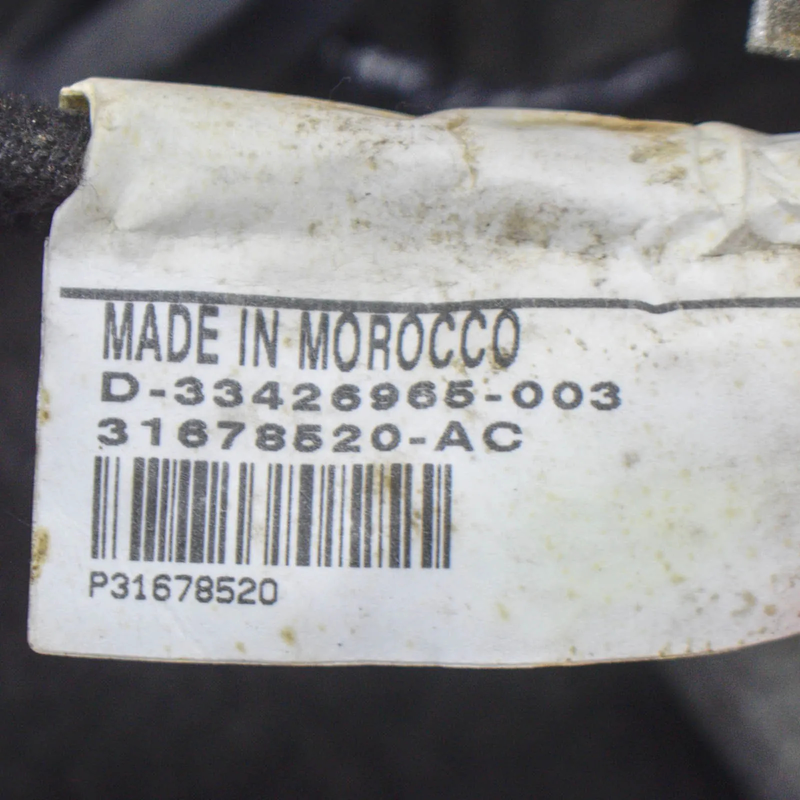 MADE IN MOROCCO
D-33426965-003
31678520-AC
P31678520